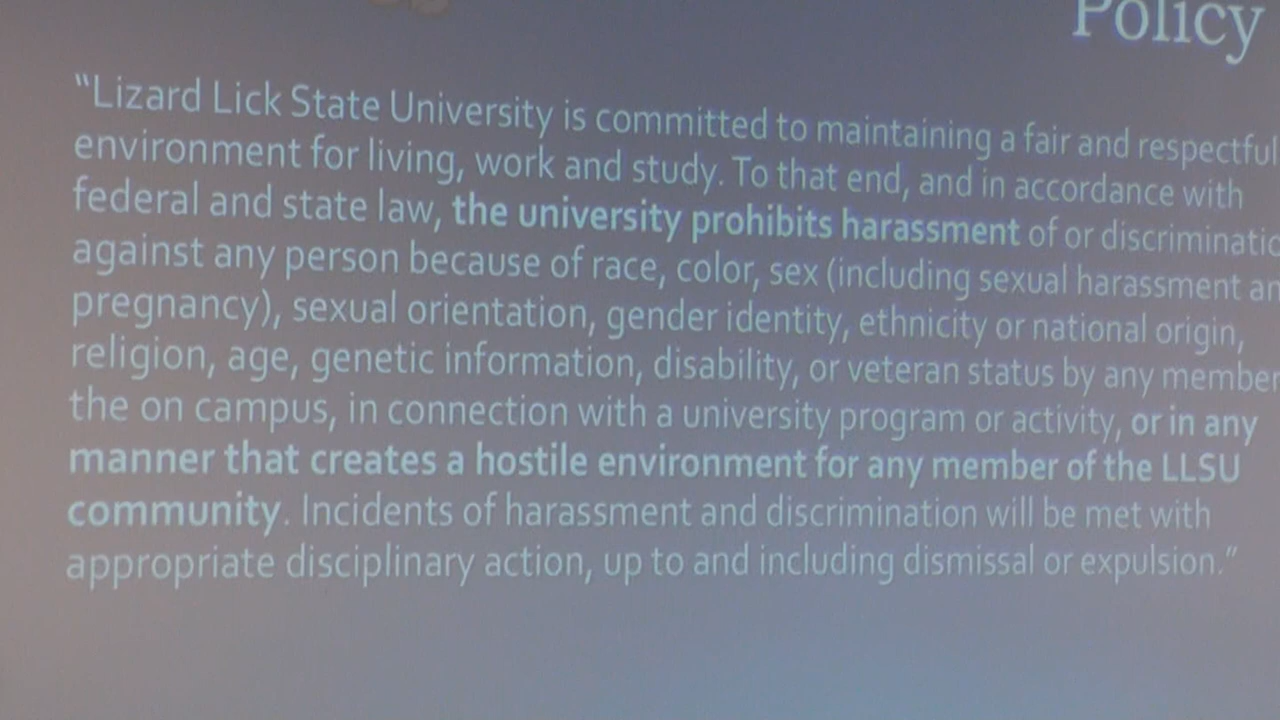 Policy
“Lizard Lick State University is committed to maintaining a fair and respectful
environment for living, work and study. To that end, and in accordance with
federal and state law, the university prohibits harassment of or discriminatio
against any person because of race, color, sex (including sexual harassment an
pregnancy), sexual orientation, gender identity, ethnicity or national origin,
religion, age, genetic information, disability, or veteran status by any member
the on campus, in connection with a university program or activity, or in any
manner that creates a hostile environment for any member of the LLSU
community. Incidents of harassment and discrimination will be met with
appropriate disciplinary action, up to and including dismissal or expulsion.”